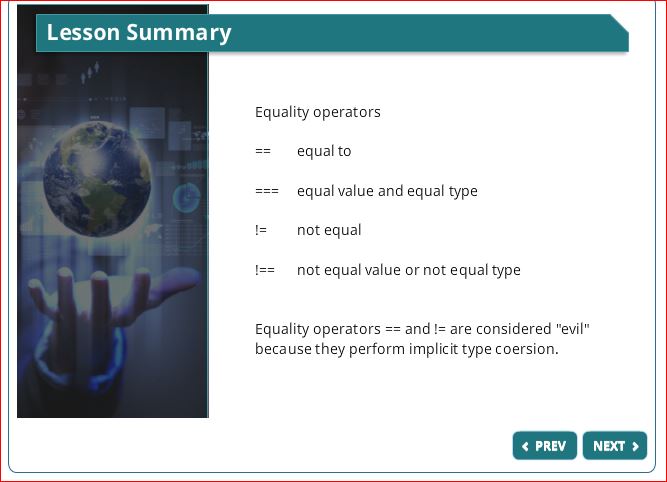 Lesson Summary
Equality operators
== equal to
=== equal value and equal type
!= not equal
!== not equal value or not equal type
Equality operators == and != are considered "evil"
because they perform implicit type coersion.
PREV
NEXT